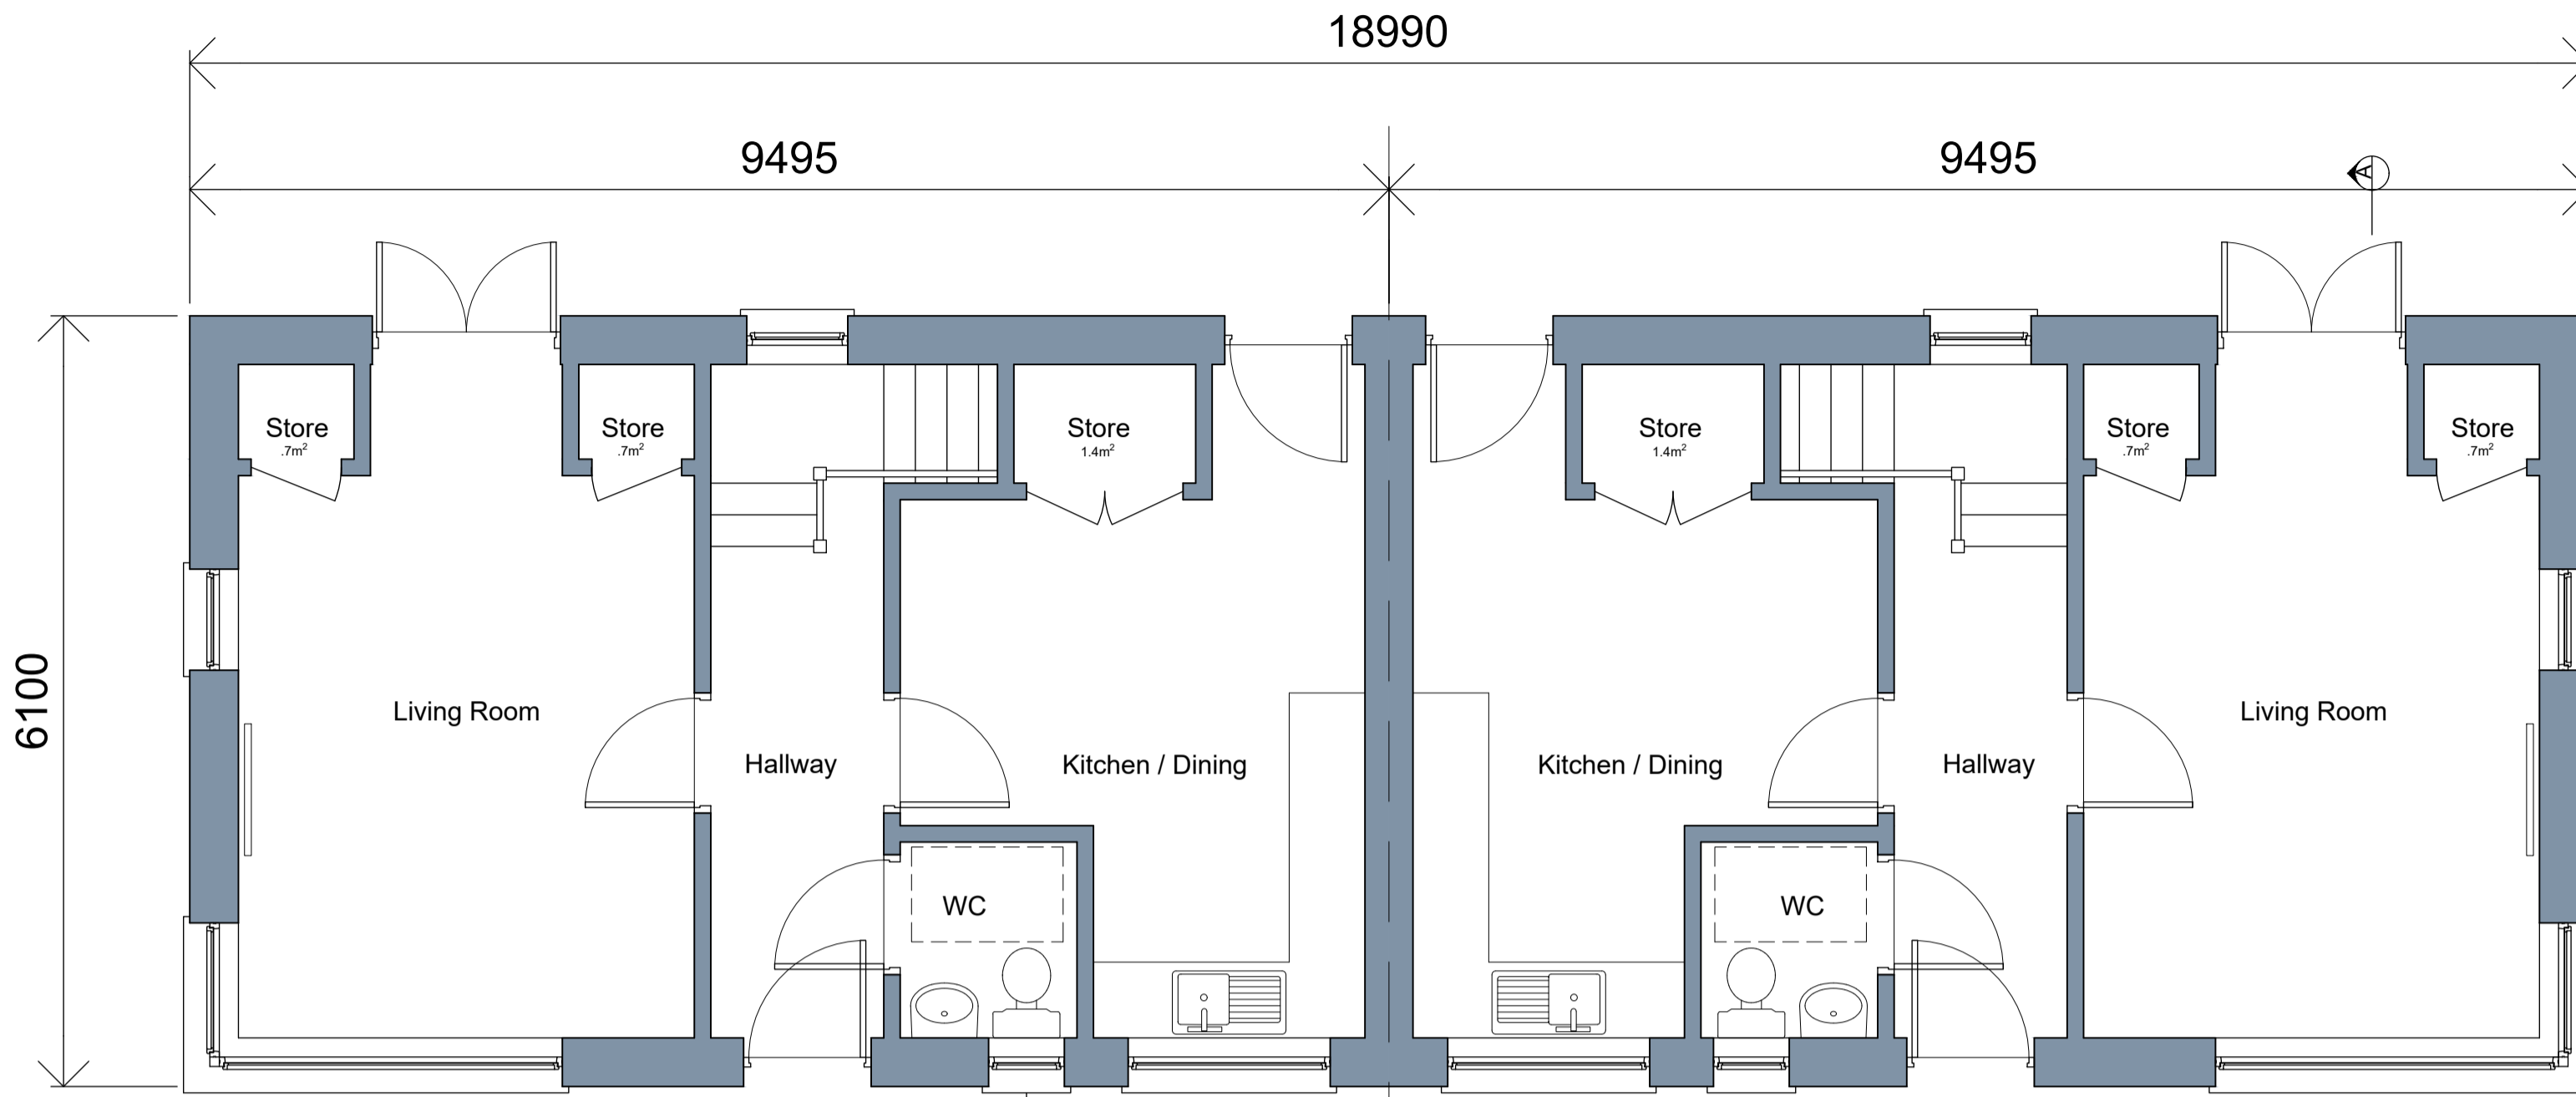 18990
9495
9495
A
Store
.7m²
Store
.7m²
Store
1.4m²
Store
1.4m²
Store
.7m²
Store
.7m²
6100
Living Room
Hallway
Kitchen / Dining
Kitchen / Dining
Hallway
Living Room
WC
WC